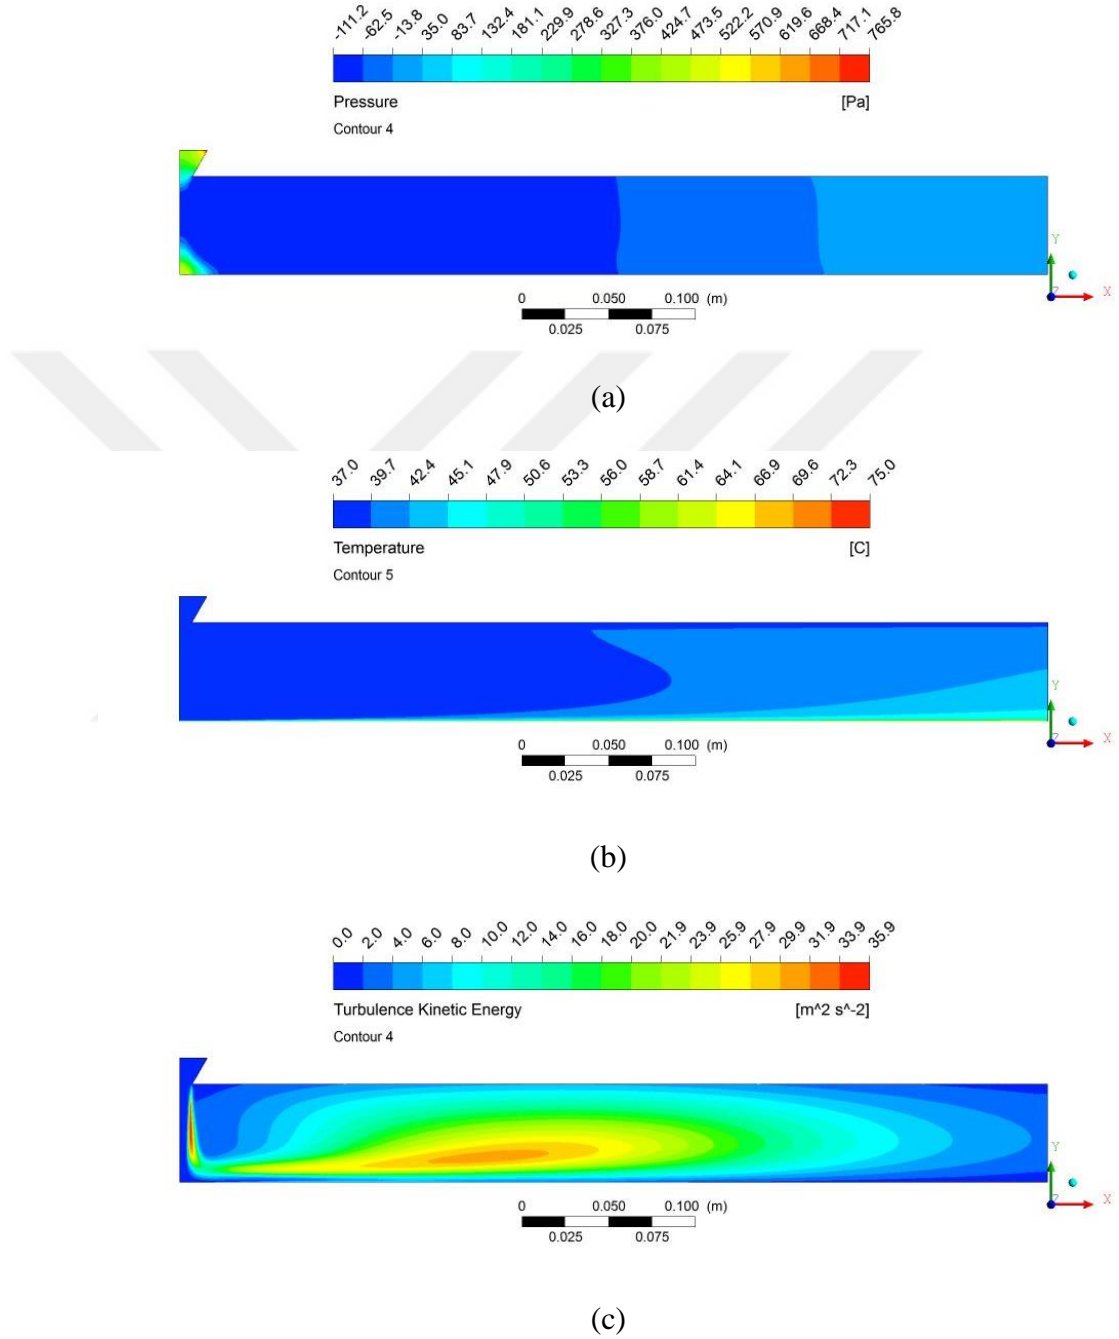 -111.2 -62.5 -13.8 35.0 83.7 132.4 181.1 229.9 278.6 327.3 376.0 424.7 473.5 522.2 570.9 619.6 668.4 717.1 765.8
Pressure [Pa]
Contour 4
Y
Z X
0 0.050 0.100 (m)
0.025 0.075
(a)
37.0 39.7 42.4 45.1 47.9 50.6 53.3 56.0 58.7 61.4 64.1 66.9 69.6 72.3 75.0
Temperature [C]
Contour 5
Y
Z X
0 0.050 0.100 (m)
0.025 0.075
(b)
0.0 2.0 4.0 6.0 8.0 10.0 12.0 14.0 16.0 18.0 20.0 21.9 23.9 25.9 27.9 29.9 31.9 33.9 35.9
Turbulence Kinetic Energy [m^2 s^-2]
Contour 4
Y
Z X
0 0.050 0.100 (m)
0.025 0.075
(c)